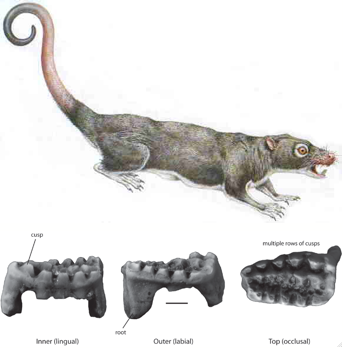 cusp
multiple rows of cusps
root
Inner (lingual)
Outer (labial)
Top (occlusal)